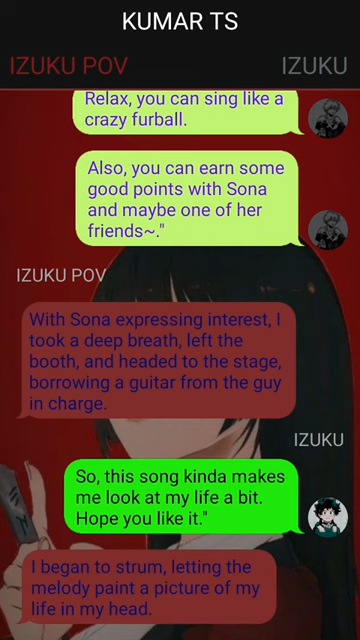 KUMAR TS
IZUKU POV
IZUKU
Relax, you can sing like a
crazy furball.
Also, you can earn some
good points with Sona
and maybe one of her
friends~."
IZUKU POV
With Sona expressing interest, I
took a deep breath, left the
booth, and headed to the stage,
borrowing a guitar from the guy
in charge.
IZUKU
So, this song kinda makes
me look at my life a bit.
Hope you like it."
I began to strum, letting the
melody paint a picture of my
life in my head.